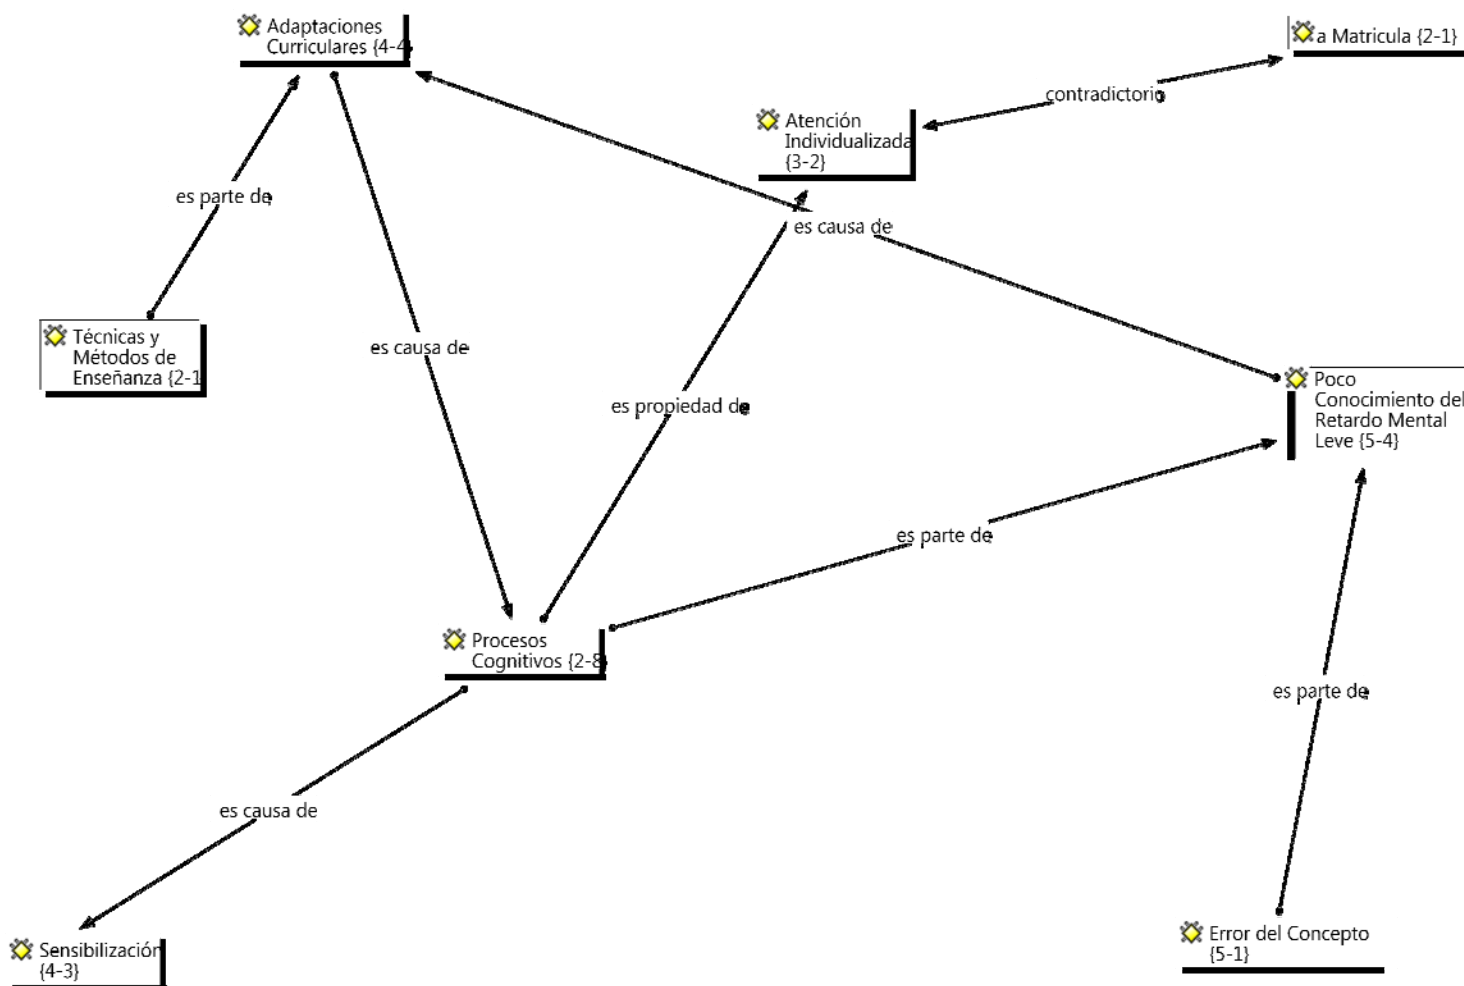 Adaptaciones
Curriculares {4-4}
a Matricula {2-1}
contradictorio
Atención
Individualizada
{3-2}
es parte de
es causa de
Técnicas y
Métodos de
Enseñanza {2-1
es causa de
Poco
Conocimiento del
Retardo Mental
Leve {5-4}
es propiedad de
es parte de
Procesos
Cognitivos {2-8}
es parte de
es causa de
Error del Concepto
{5-1}
Sensibilización
{4-3}